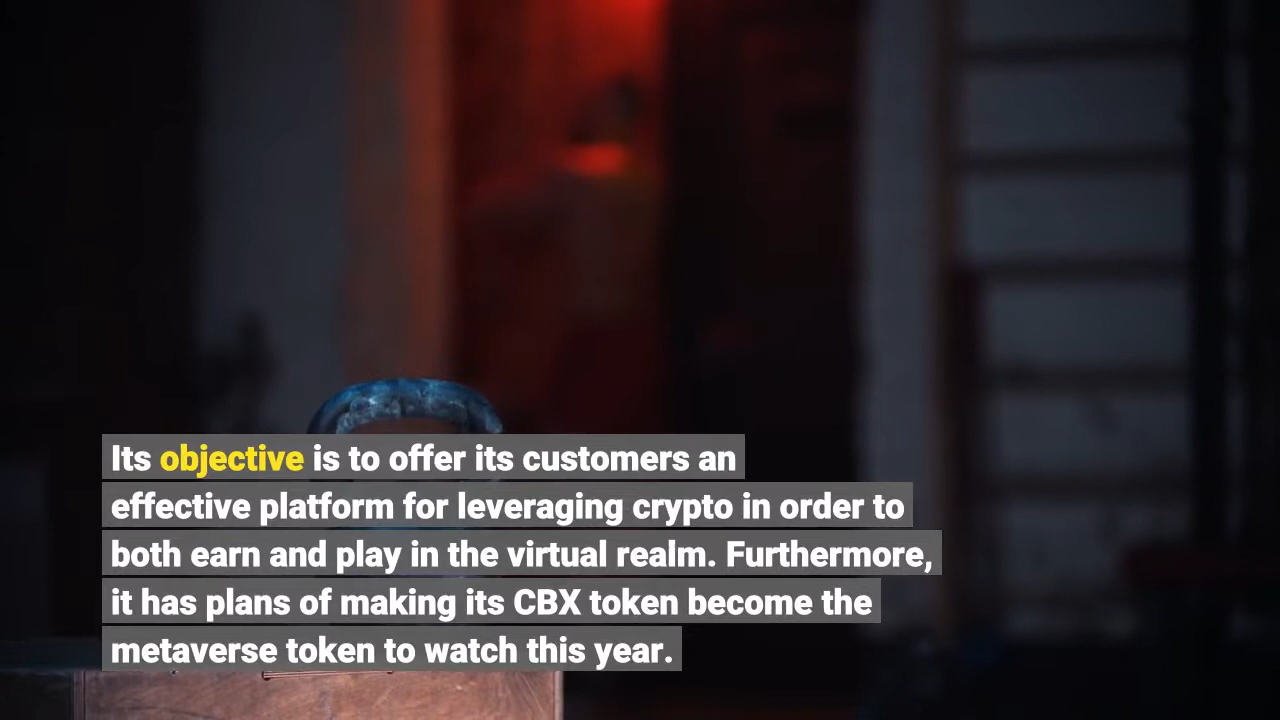 Its objective is to offer its customers an
effective platform for leveraging crypto in order to
both earn and play in the virtual realm. Furthermore,
it has plans of making its CBX token become the
metaverse token to watch this year.